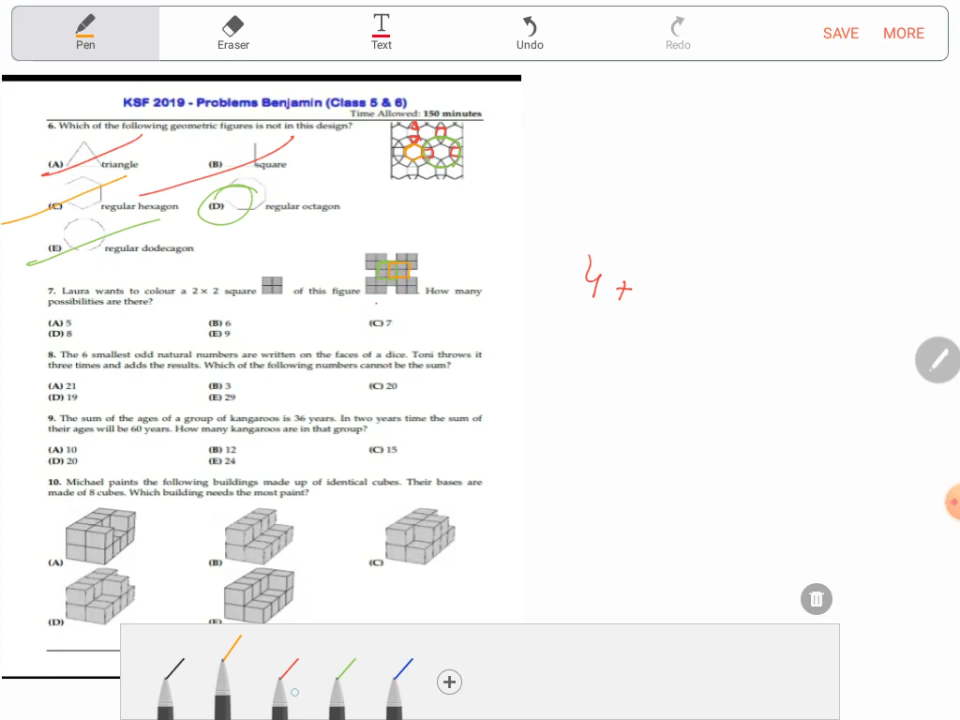 Pen
Eraser
T
Text
Undo
Redo
SAVE
MORE
KSF 2019 - Problems Benjamin (Class 5 & 6)
Time Allowed: 150 minutes
6. Which of the following geometric figures is not in this design?
(A) triangle
(B) square
(C) regular hexagon
(D) regular octagon
(E) regular dodecagon
7. Laura wants to colour a 2 × 2 square of this figure . How many
possibilities are there?
(A) 5
(B) 6
(C) 7
(D) 8
(E) 9
8. The 6 smallest odd natural numbers are written on the faces of a dice. Toni throws it
three times and adds the results. Which of the following numbers cannot be the sum?
(A) 21
(B) 3
(C) 20
(D) 19
(E) 29
9. The sum of the ages of a group of kangaroos is 36 years. In two years time the sum of
their ages will be 60 years. How many kangaroos are in that group?
(A) 10
(B) 12
(C) 15
(D) 20
(E) 24
10. Michael paints the following buildings made up of identical cubes. Their bases are
made of 8 cubes. Which building needs the most paint?
(A)
(B)
(C)
(D)
(E)
4 +